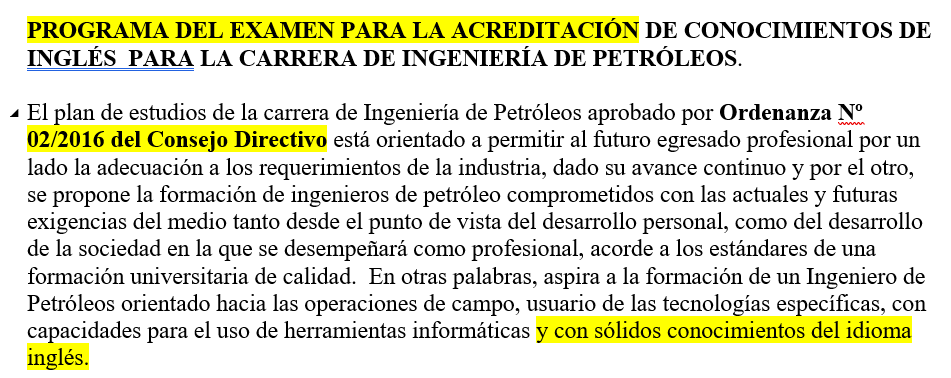 PROGRAMA DEL EXAMEN PARA LA ACREDITACIÓN DE CONOCIMIENTOS DE
INGLÉS  PARA LA CARRERA DE INGENIERÍA DE PETRÓLEOS.
El plan de estudios de la carrera de Ingeniería de Petróleos aprobado por Ordenanza Nº
02/2016 del Consejo Directivo está orientado a permitir al futuro egresado profesional por un
lado la adecuación a los requerimientos de la industria, dado su avance continuo y por el otro,
se propone la formación de ingenieros de petróleo comprometidos con las actuales y futuras
exigencias del medio tanto desde el punto de vista del desarrollo personal, como del desarrollo
de la sociedad en la que se desempeñará como profesional, acorde a los estándares de una
formación universitaria de calidad.  En otras palabras, aspira a la formación de un Ingeniero de
Petróleos orientado hacia las operaciones de campo, usuario de las tecnologías específicas, con
capacidades para el uso de herramientas informáticas y con sólidos conocimientos del idioma
inglés.